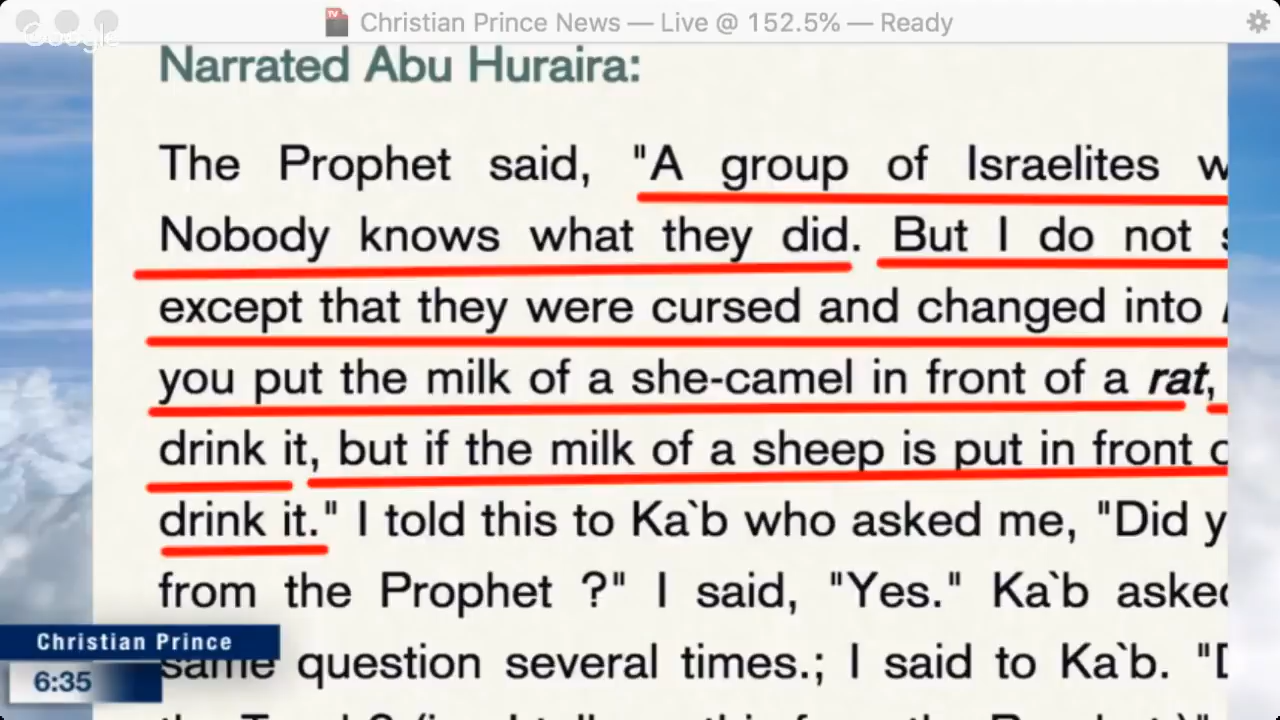 Christian Prince News — Live @ 152.5% — Ready
Google
Narrated Abu Huraira:
The Prophet said, "A group of Israelites
Nobody knows what they did. But I do not
except that they were cursed and changed into
you put the milk of a she-camel in front of a rat,
drink it, but if the milk of a sheep is put in front
drink it." I told this to Ka`b who asked me, "Did
from the Prophet ?" I said, "Yes." Ka`b
same question several times.; I said to Ka`b. "
Christian Prince
6:35